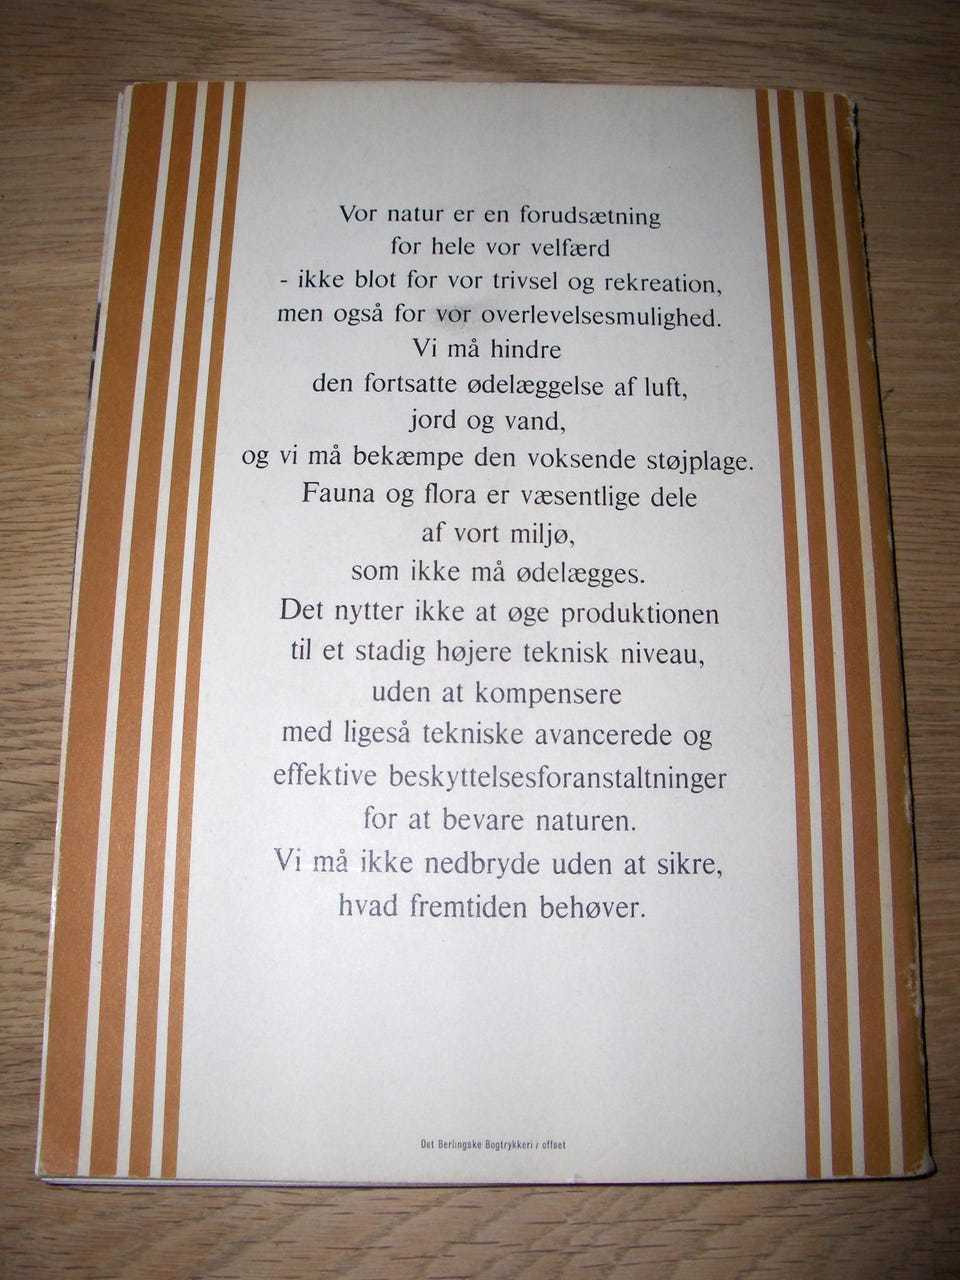 Vor natur er en forudsætning
for hele vor velfærd
- ikke blot for vor trivsel og rekreation,
men også for vor overlevelsesmulighed.
Vi må hindre
den fortsatte ødelæggelse af luft,
jord og vand,
og vi må bekæmpe den voksende støjplage.
Fauna og flora er væsentlige dele
af vort miljø,
som ikke må ødelægges.
Det nytter ikke at øge produktionen
til et stadig højere teknisk niveau,
uden at kompensere
med ligeså tekniske avancerede og
effektive beskyttelsesforanstaltninger
for at bevare naturen.
Vi må ikke nedbryde uden at sikre,
hvad fremtiden behøver.
Det Berlingske Bogtrykkeri / offset